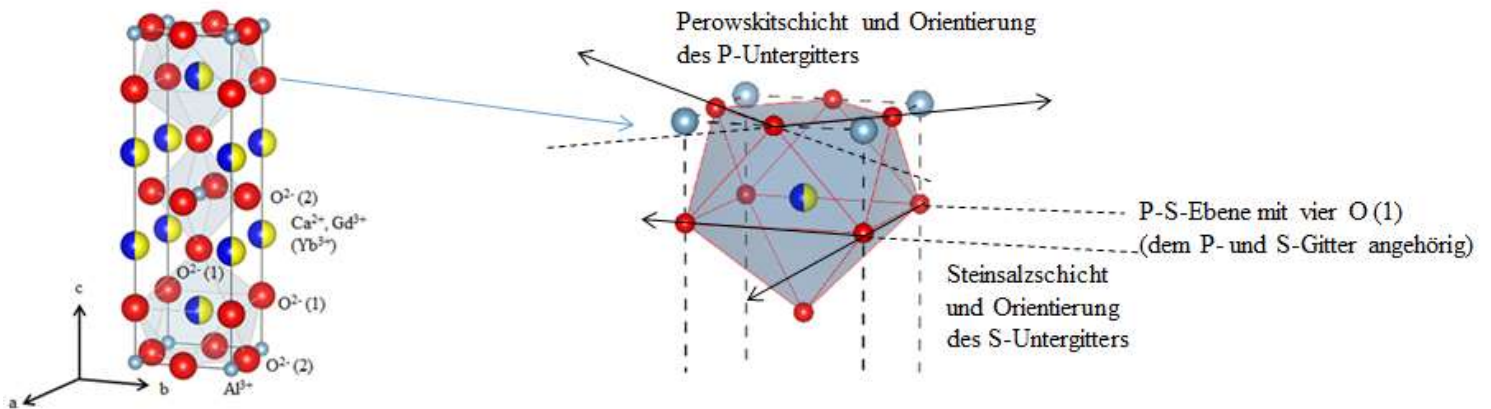 Perowskitschicht und Orientierung
des P-Untergitters
O²⁻ (2)
Ca²⁺, Gd³⁺
(Yb³⁺)
O²⁻ (1)
O²⁻ (1)
O²⁻ (2)
Al³⁺
c
b
a
P-S-Ebene mit vier O (1)
(dem P- und S-Gitter angehörig)
Steinsalzschicht
und Orientierung
des S-Untergitters